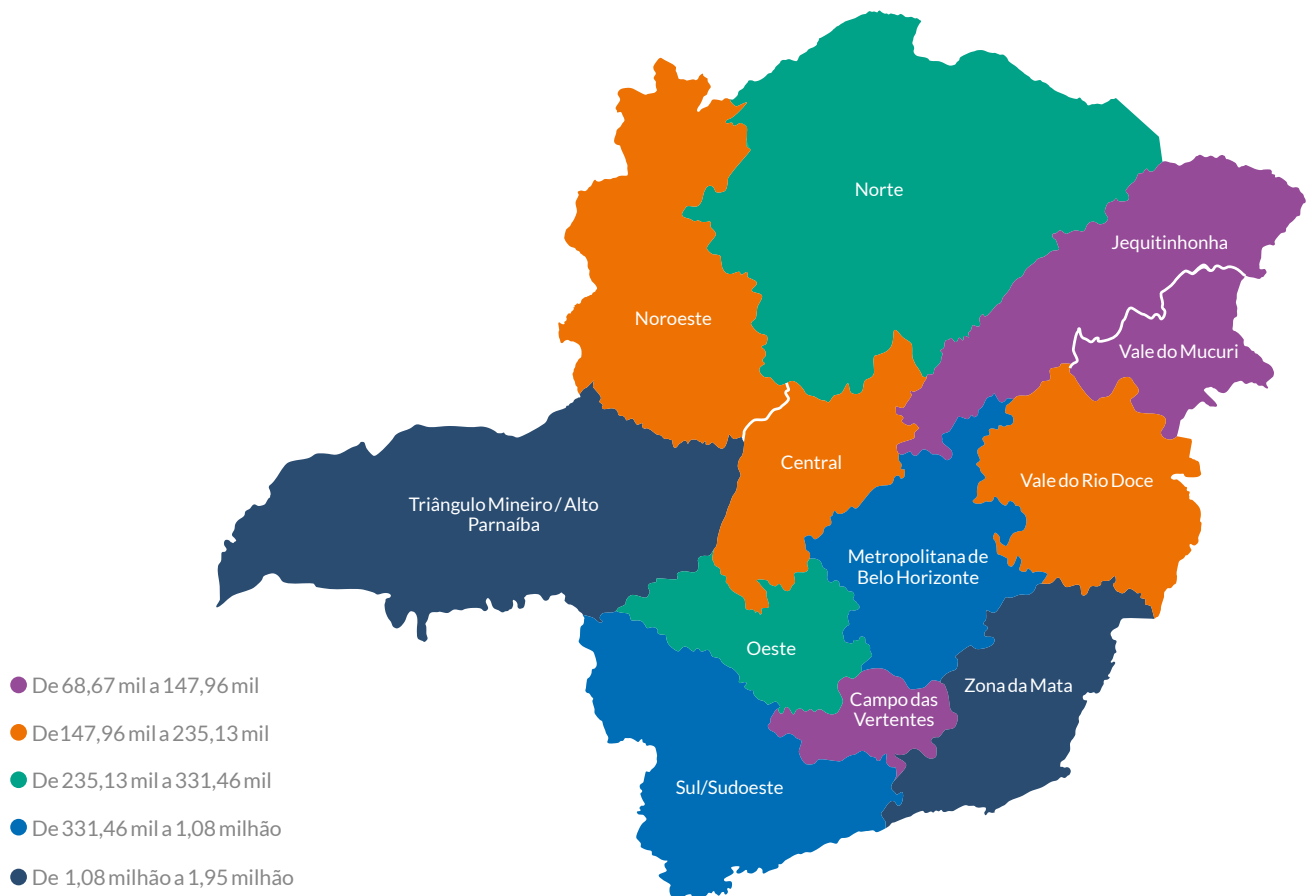 Norte
Jequitinhonha
Noroeste
Vale do Mucuri
Central
Vale do Rio Doce
Triângulo Mineiro / Alto
Parnaíba
Metropolitana de
Belo Horizonte
Oeste
Zona da Mata
Campo das
Vertentes
Sul/Sudoeste
De 68,67 mil a 147,96 mil
De147,96 mil a 235,13 mil
De 235,13 mil a 331,46 mil
De 331,46 mil a 1,08 milhão
De 1,08 milhão a 1,95 milhão